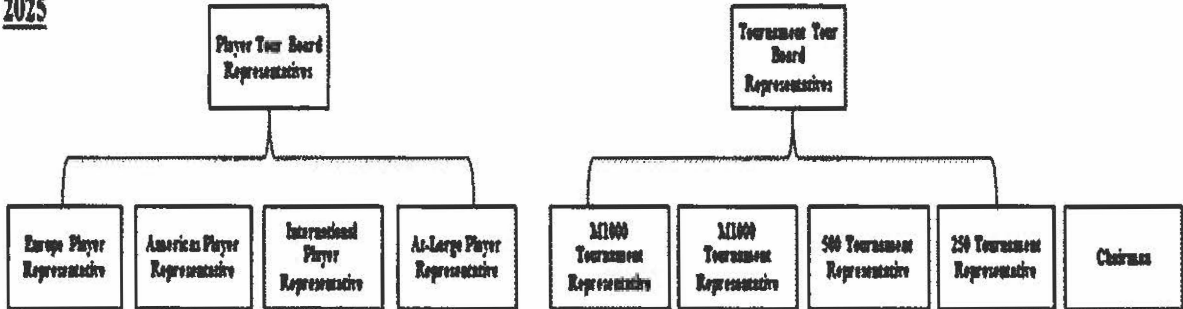 2025
Player Tour Board
Representatives
Tournament Tour
Board
Representatives
Europe Player
Representative
Americas Player
Representative
International
Player
Representative
At-Large Player
Representative
M1000
Tournament
Representative
M1000
Tournament
Representative
500 Tournament
Representative
250 Tournament
Representative
Chairman